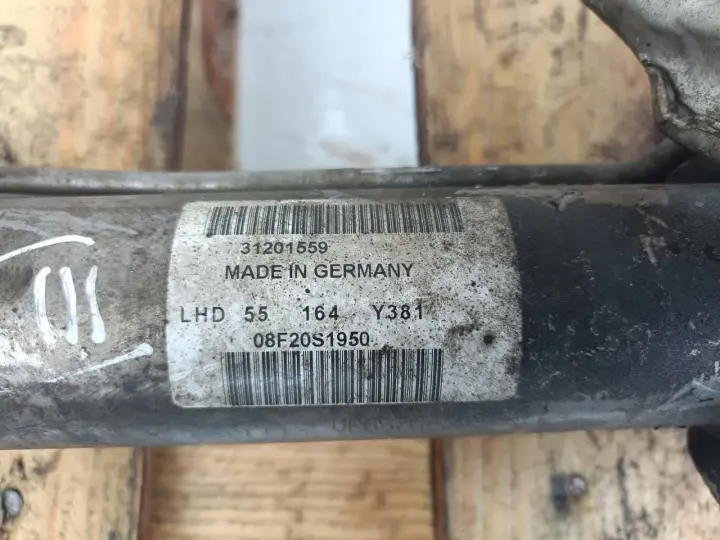 31201559
MADE IN GERMANY
LHD 55 164 Y381
08F20S1950